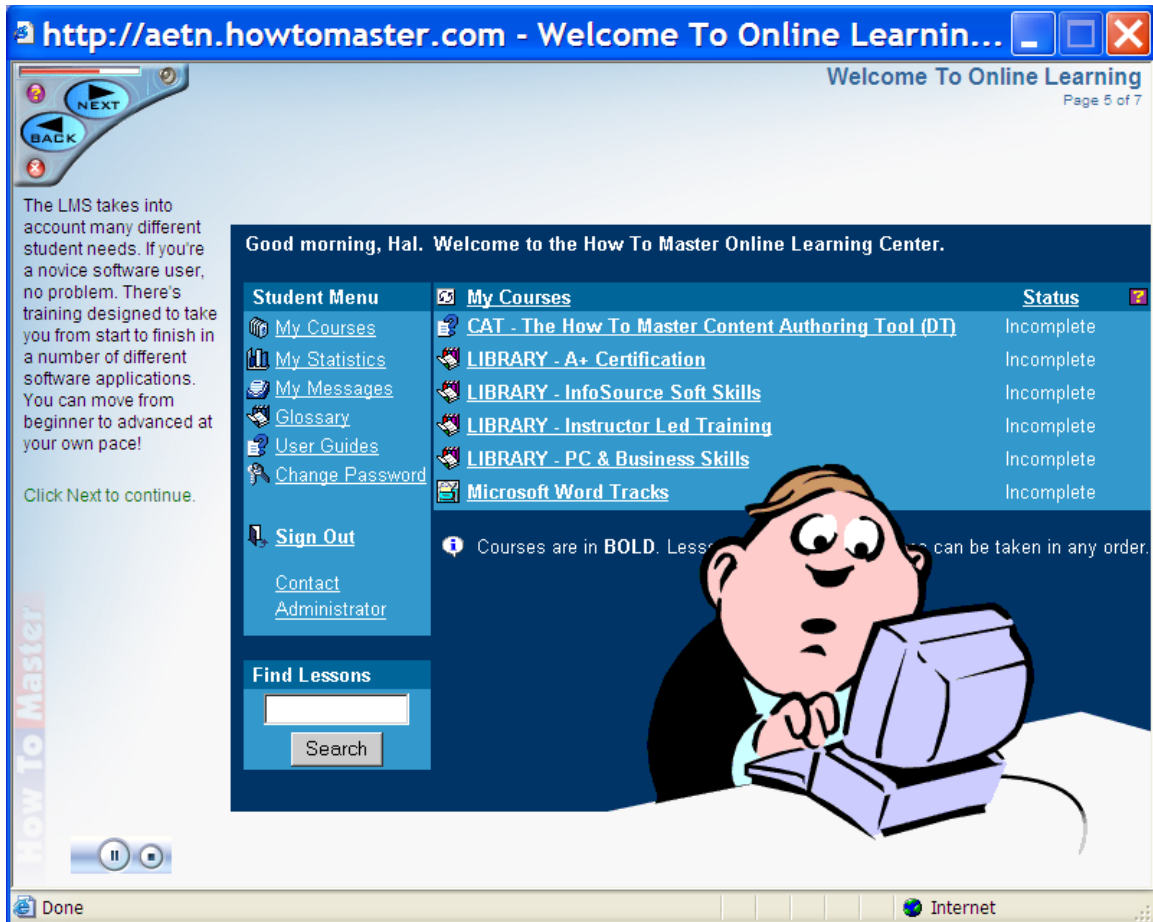 http://aetn.howtomaster.com - Welcome To Online Learnin...
NEXT
BACK
Welcome To Online Learning
Page 5 of 7
The LMS takes into
account many different
student needs. If you're
a novice software user,
no problem. There's
training designed to take
you from start to finish in
a number of different
software applications.
You can move from
beginner to advanced at
your own pace!
Click Next to continue.
How To Master
Good morning, Hal. Welcome to the How To Master Online Learning Center.
Student Menu
My Courses
My Statistics
My Messages
Glossary
User Guides
Change Password
Sign Out
Contact
Administrator
Find Lessons
Search
My Courses Status
CAT - The How To Master Content Authoring Tool (DT) Incomplete
LIBRARY - A+ Certification Incomplete
LIBRARY - InfoSource Soft Skills Incomplete
LIBRARY - Instructor Led Training Incomplete
LIBRARY - PC & Business Skills Incomplete
Microsoft Word Tracks Incomplete
Courses are in BOLD. can be taken in any order.
Done
Internet